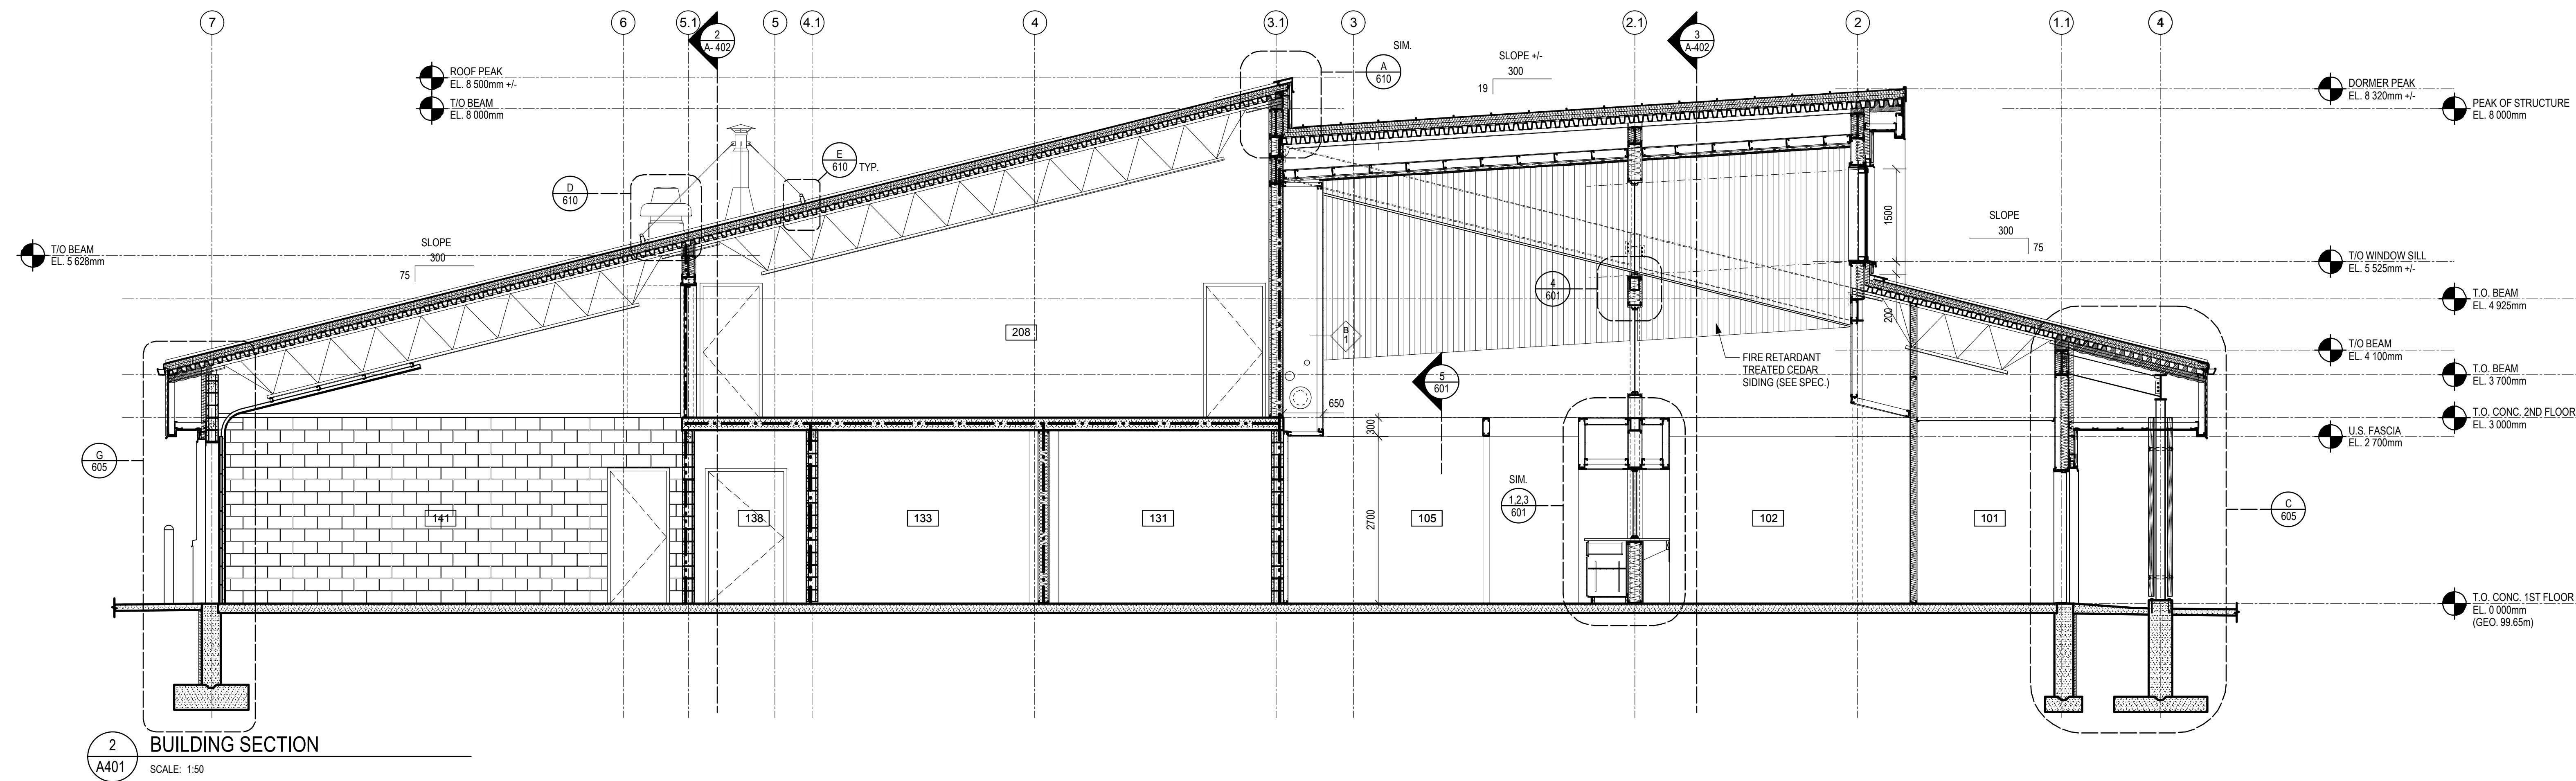 7
6
5.1
5
4.1
4
3.1
3
2.1
2
1.1
4
2
A-402
3
A-402
ROOF PEAK
EL. 8 500mm +/-
T/O BEAM
EL. 8 000mm
SIM.
A
610
SLOPE +/-
300
19
DORMER PEAK
EL. 8 320mm +/-
PEAK OF STRUCTURE
EL. 8 000mm
E
610
TYP.
D
610
T/O BEAM
EL. 5 628mm
SLOPE
300
75
1500
SLOPE
300
75
T/O WINDOW SILL
EL. 5 525mm +/-
4
601
T.O. BEAM
EL. 4 925mm
200
208
B
1
FIRE RETARDANT
TREATED CEDAR
SIDING (SEE SPEC.)
T/O BEAM
EL. 4 100mm
T.O. BEAM
EL. 3 700mm
5
601
650
300
T.O. CONC. 2ND FLOOR
EL. 3 000mm
U.S. FASCIA
EL. 2 700mm
G
605
SIM.
1,2,3
601
2700
C
605
141
138
133
131
105
102
101
T.O. CONC. 1ST FLOOR
EL. 0 000mm
(GEO. 99.65m)
2
A401
BUILDING SECTION
SCALE: 1:50